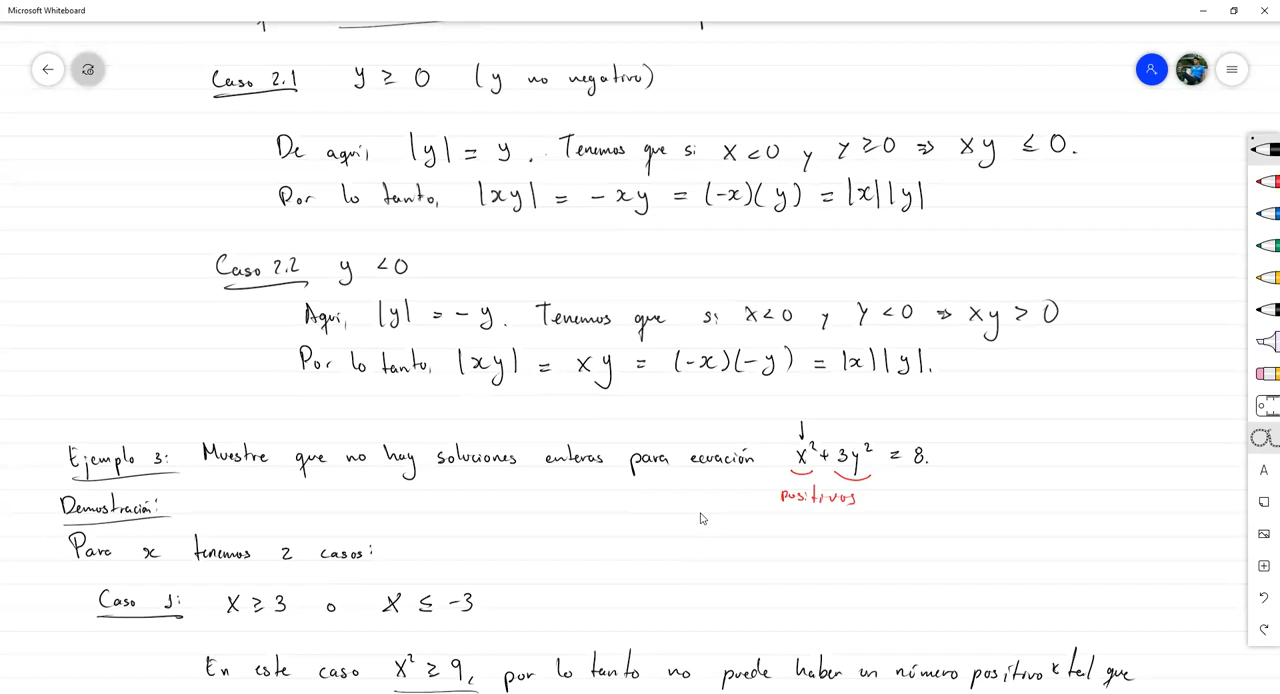 Microsoft Whiteboard
Caso 2.1 y ≥ 0 (y no negativo)
De aquí, |y| = y. Tenemos que si x < 0 y y ≥ 0 ⇒ xy ≤ 0.
Por lo tanto, |xy| = - xy = (-x)(y) = |x||y|
Caso 2.2 y < 0
Aquí, |y| = - y. Tenemos que si x < 0 y y < 0 ⇒ xy > 0
Por lo tanto, |xy| = xy = (-x)(-y) = |x||y|.
Ejemplo 3: Muestre que no hay soluciones enteras para ecuación x² + 3y² = 8.
positivos
Demostración:
Para x tenemos 2 casos:
Caso 1: x ≥ 3 o x ≤ -3
En este caso x² ≥ 9, por lo tanto no puede haber un número positivo x tal que
A